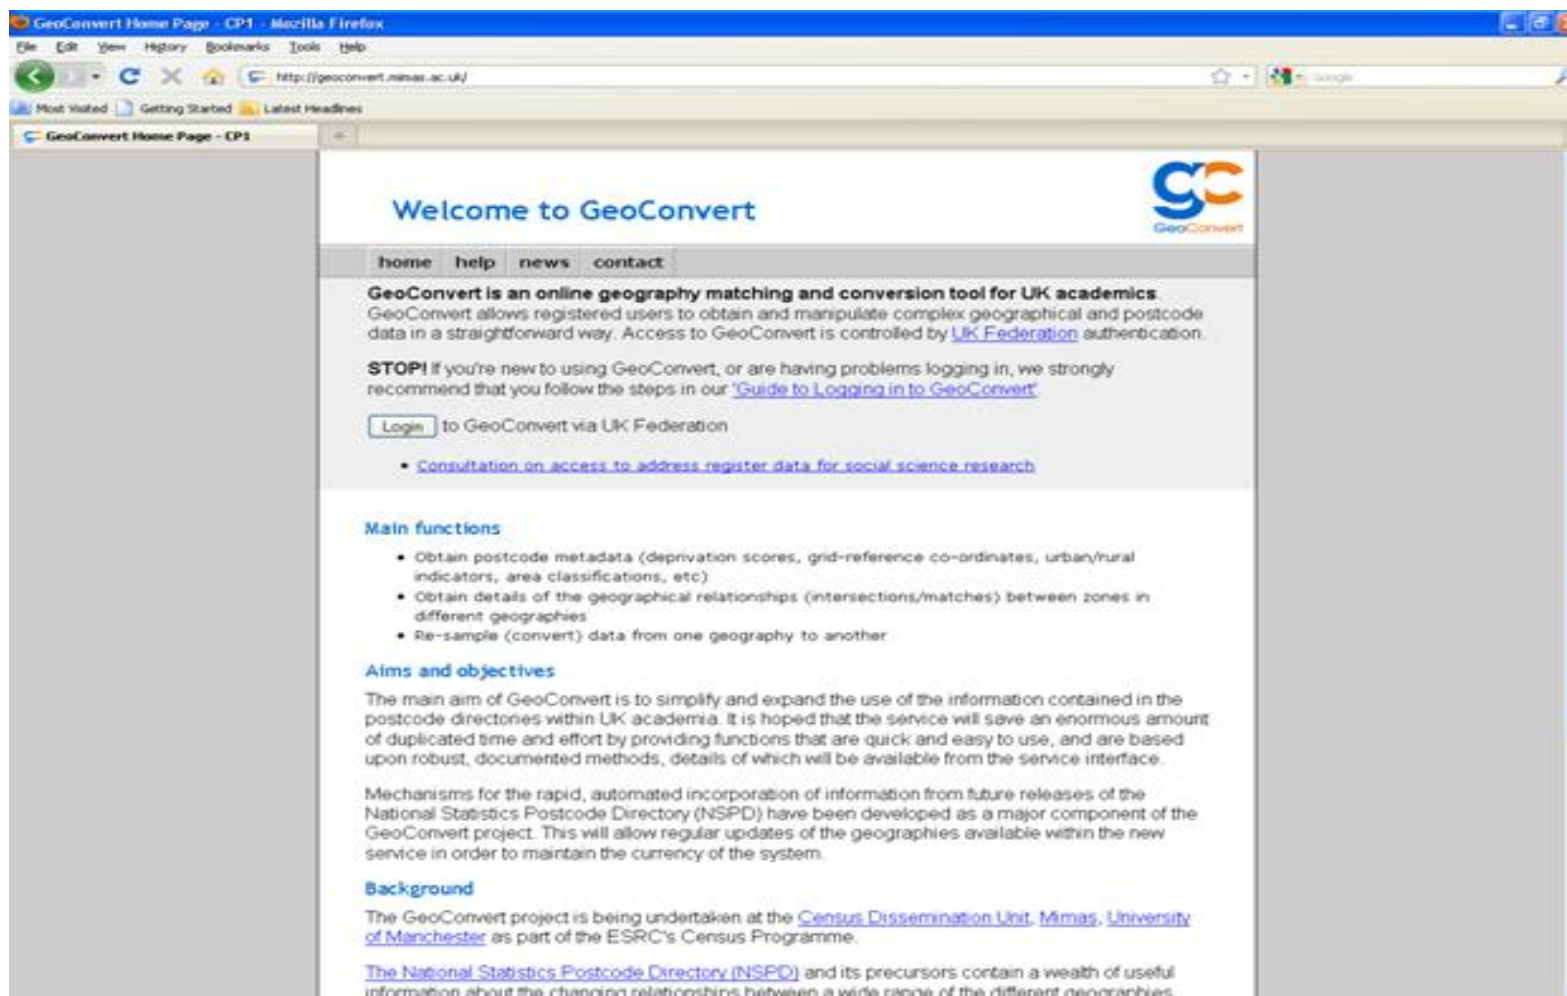 GeoConvert Home Page - CP1 - Mozilla Firefox
File Edit View History Bookmarks Tools Help
http://geoconvert.mimas.ac.uk/
Google
Most Visited Getting Started Latest Headlines
GeoConvert Home Page - CP1
Welcome to GeoConvert
gc
GeoConvert
home help news contact
GeoConvert is an online geography matching and conversion tool for UK academics.
GeoConvert allows registered users to obtain and manipulate complex geographical and postcode
data in a straightforward way. Access to GeoConvert is controlled by UK Federation authentication.
STOP! If you're new to using GeoConvert, or are having problems logging in, we strongly
recommend that you follow the steps in our 'Guide to Logging in to GeoConvert'.
Login to GeoConvert via UK Federation
• Consultation on access to address register data for social science research
Main functions
• Obtain postcode metadata (deprivation scores, grid-reference co-ordinates, urban/rural
indicators, area classifications, etc)
• Obtain details of the geographical relationships (intersections/matches) between zones in
different geographies
• Re-sample (convert) data from one geography to another
Aims and objectives
The main aim of GeoConvert is to simplify and expand the use of the information contained in the
postcode directories within UK academia. It is hoped that the service will save an enormous amount
of duplicated time and effort by providing functions that are quick and easy to use, and are based
upon robust, documented methods, details of which will be available from the service interface.
Mechanisms for the rapid, automated incorporation of information from future releases of the
National Statistics Postcode Directory (NSPD) have been developed as a major component of the
GeoConvert project. This will allow regular updates of the geographies available within the new
service in order to maintain the currency of the system.
Background
The GeoConvert project is being undertaken at the Census Dissemination Unit, Mimas, University
of Manchester as part of the ESRC's Census Programme.
The National Statistics Postcode Directory (NSPD) and its precursors contain a wealth of useful
information about the changing relationships between a wide range of the different geographies